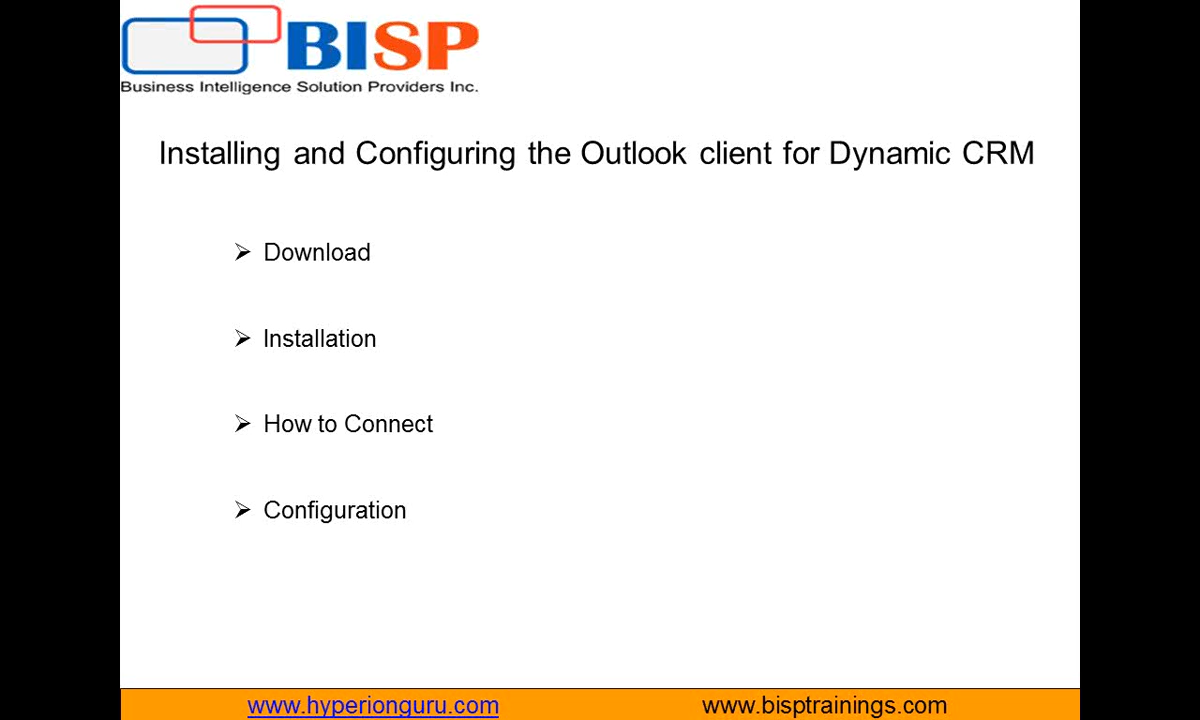 BISP
Business Intelligence Solution Providers Inc.
Installing and Configuring the Outlook client for Dynamic CRM
Download
Installation
How to Connect
Configuration
www.hyperionguru.com www.bisptrainings.com